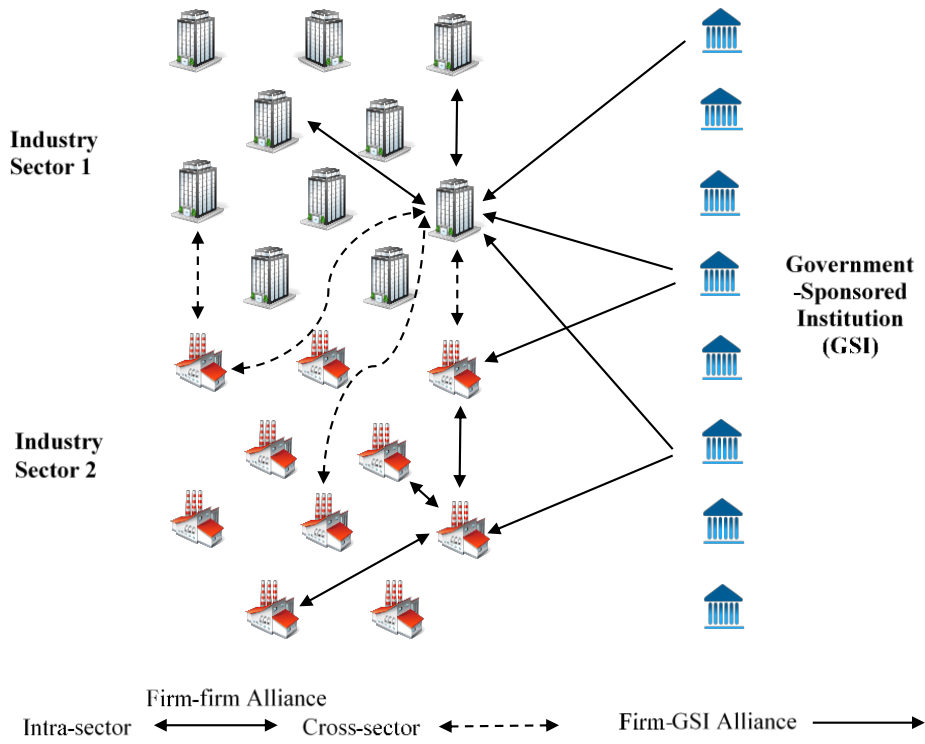 Industry
Sector 1
Government
-Sponsored
Institution
(GSI)
Industry
Sector 2
Firm-firm Alliance
Intra-sector
Cross-sector
Firm-GSI Alliance